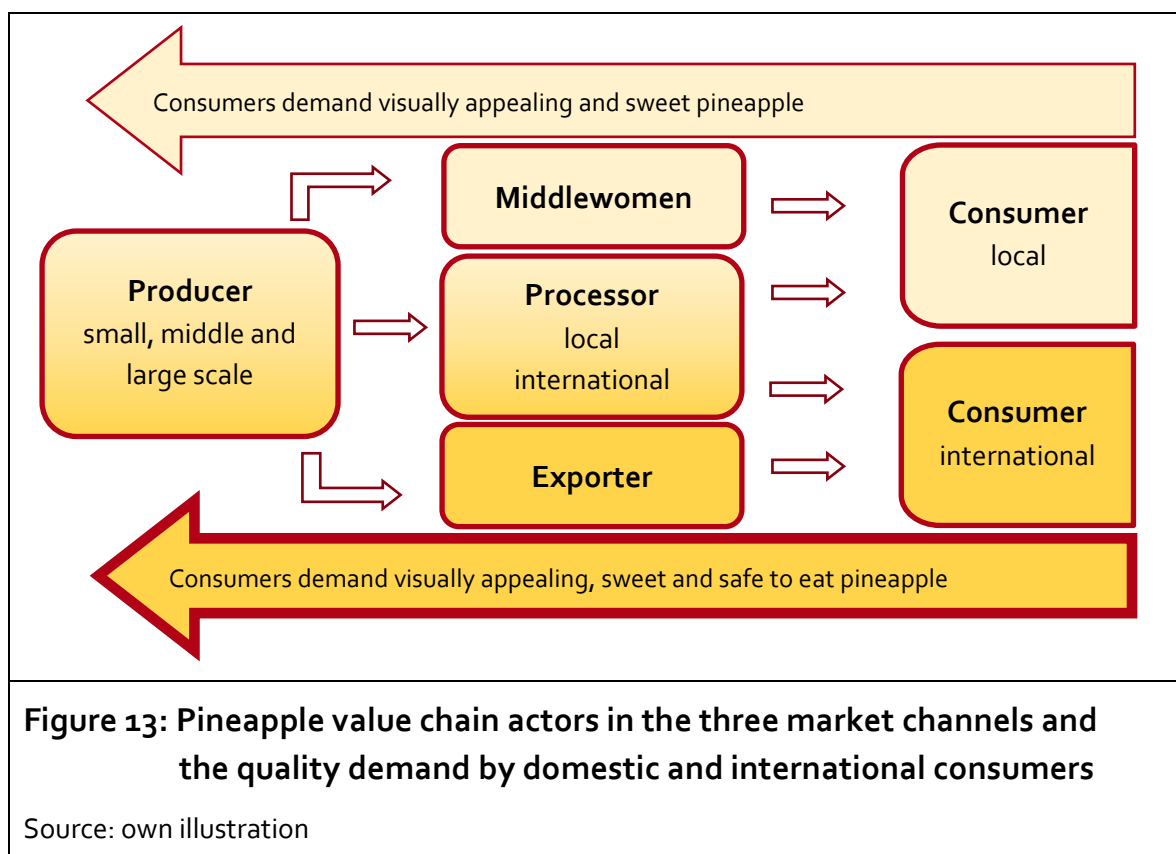 Consumers demand visually appealing and sweet pineapple
Middlewomen
Consumer
local
Producer
small, middle and
large scale
Processor
local
international
Consumer
international
Exporter
Consumers demand visually appealing, sweet and safe to eat pineapple
Figure 13: Pineapple value chain actors in the three market channels and
the quality demand by domestic and international consumers
Source: own illustration